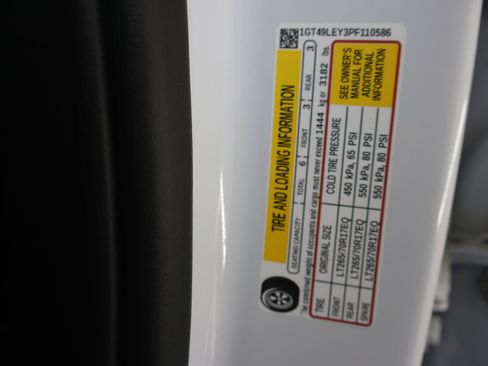 1GT49LEY3PF110586
TIRE AND LOADING INFORMATION
SEATING CAPACITY TOTAL 6 FRONT 3 REAR 3
The combined weight of occupants and cargo must never exceed 1444 kg or 3182 lbs.
TIRE ORIGINAL SIZE COLD TIRE PRESSURE
FRONT LT265/70R17EQ 450 kPa, 65 PSI
REAR LT265/70R17EQ 550 kPa, 80 PSI
SPARE LT265/70R17EQ 550 kPa, 80 PSI
SEE OWNER'S
MANUAL FOR
ADDITIONAL
INFORMATION